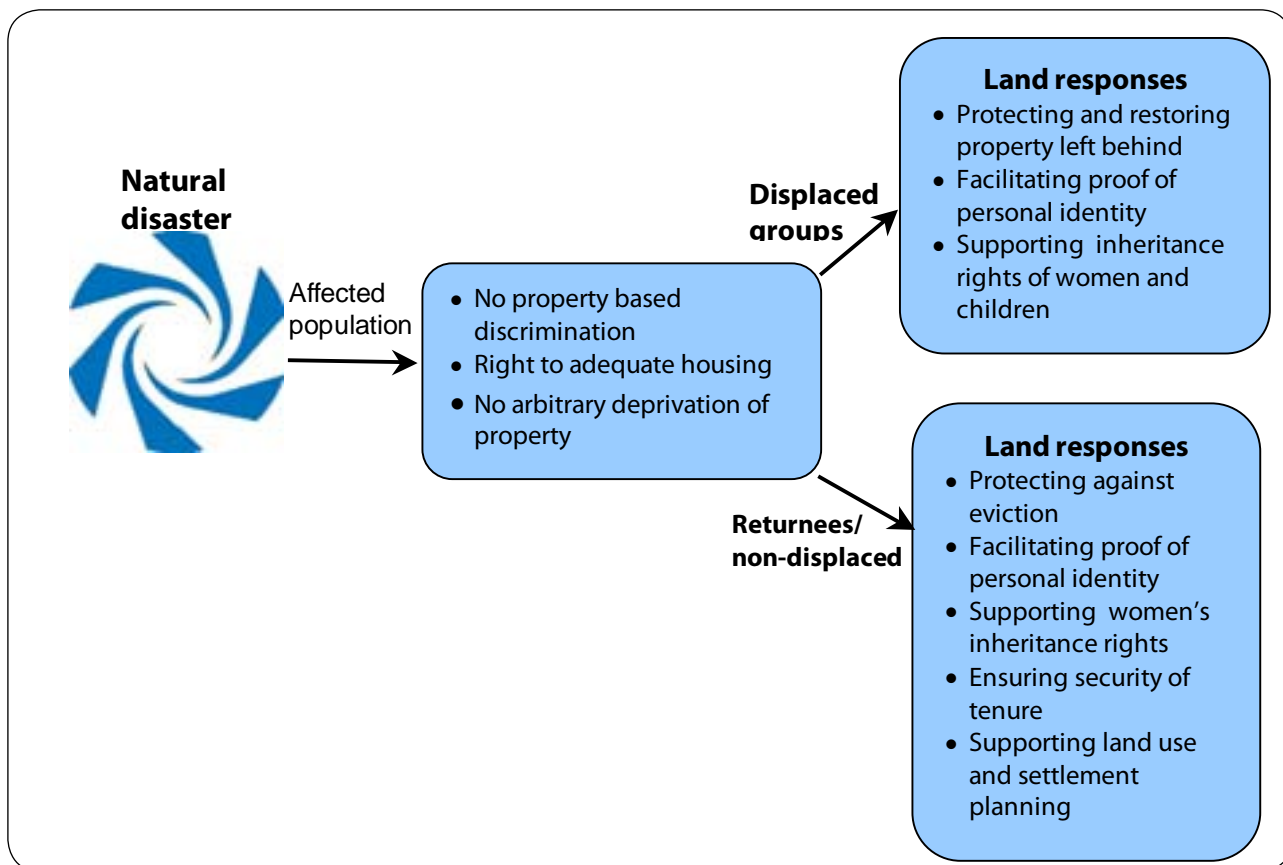 Natural
disaster
Affected
population
• No property based
discrimination
• Right to adequate housing
• No arbitrary deprivation of
property
Displaced
groups
Land responses
• Protecting and restoring
property left behind
• Facilitating proof of
personal identity
• Supporting inheritance
rights of women and
children
Returnees/
non-displaced
Land responses
• Protecting against
eviction
• Facilitating proof of
personal identity
• Supporting women’s
inheritance rights
• Ensuring security of
tenure
• Supporting land use
and settlement
planning